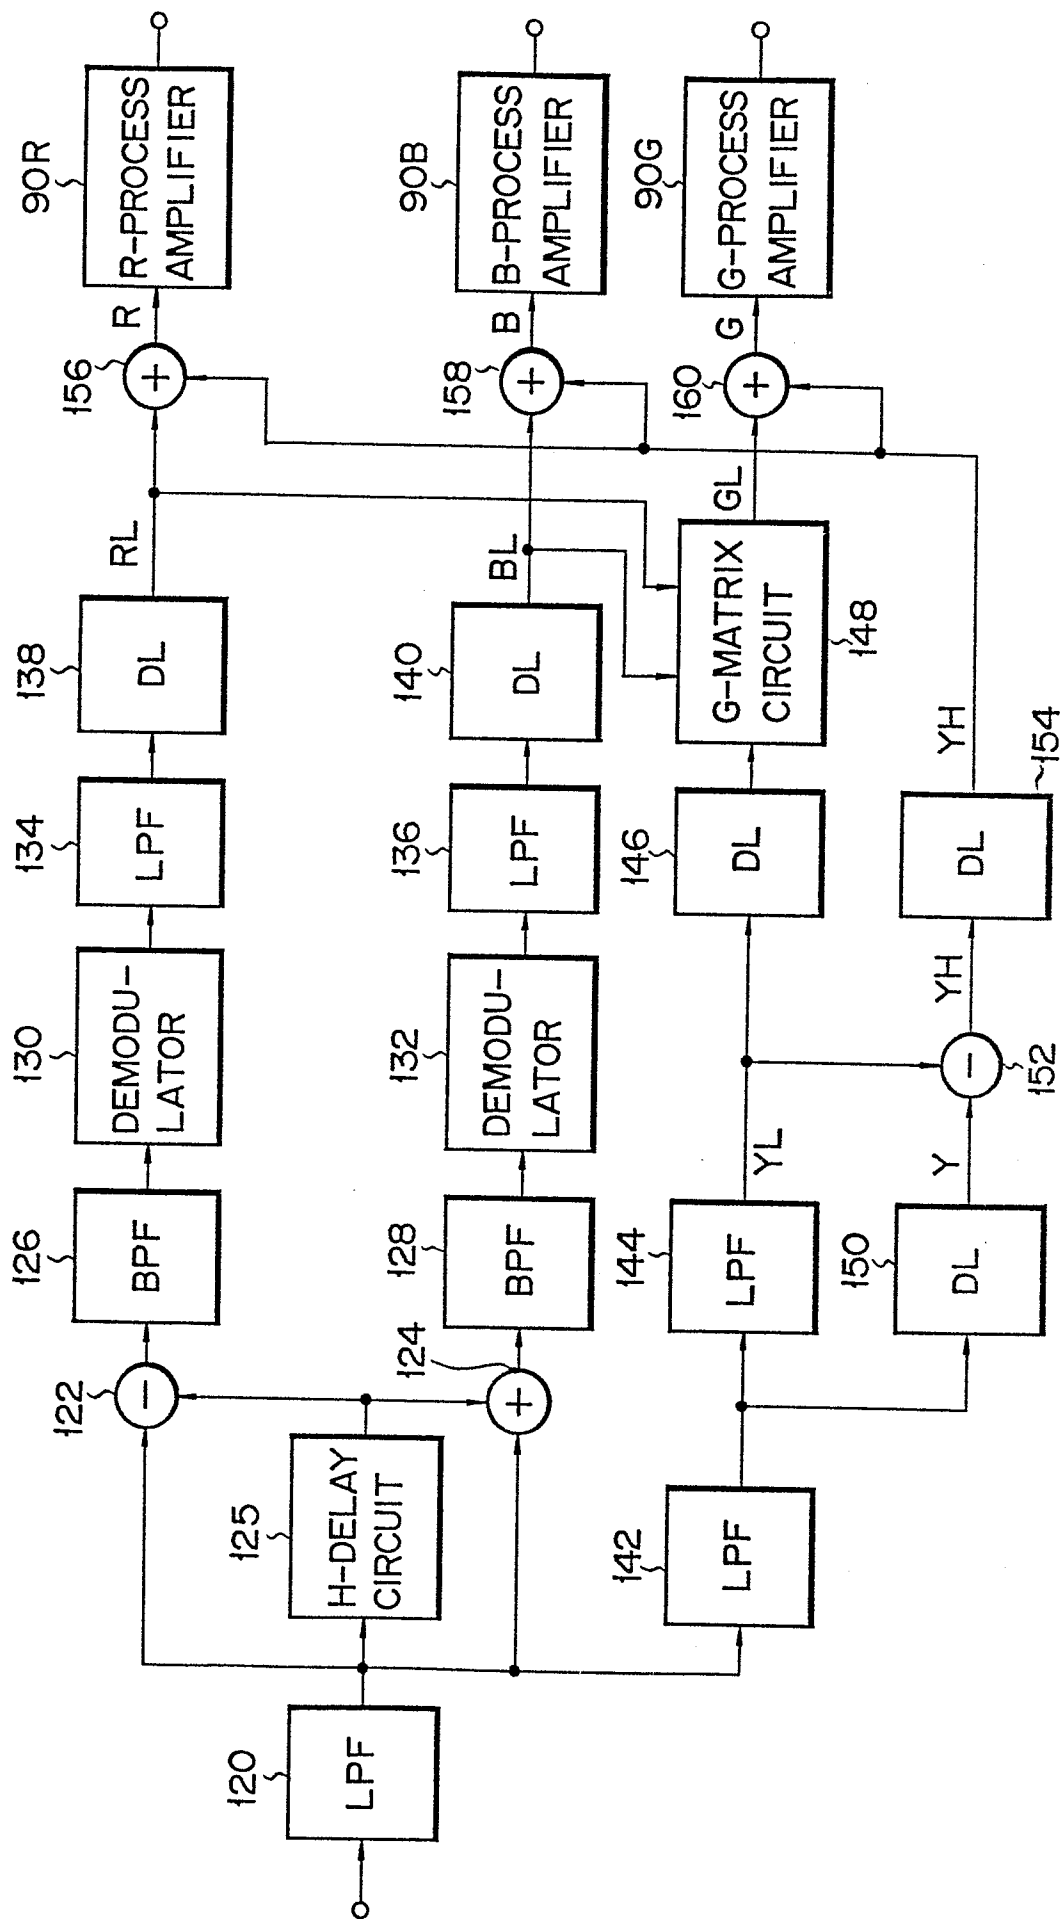 120
LPF
125
H-DELAY
CIRCUIT
122
−
124
+
126
BPF
130
DEMODU-
LATOR
134
LPF
138
DL
RL
156
+
R
90R
R-PROCESS
AMPLIFIER
128
BPF
132
DEMODU-
LATOR
136
LPF
140
DL
BL
158
+
B
90B
B-PROCESS
AMPLIFIER
142
LPF
144
LPF
YL
146
DL
G-MATRIX
CIRCUIT
148
GL
160
+
G
90G
G-PROCESS
AMPLIFIER
150
DL
Y
−
152
YH
DL
154
YH